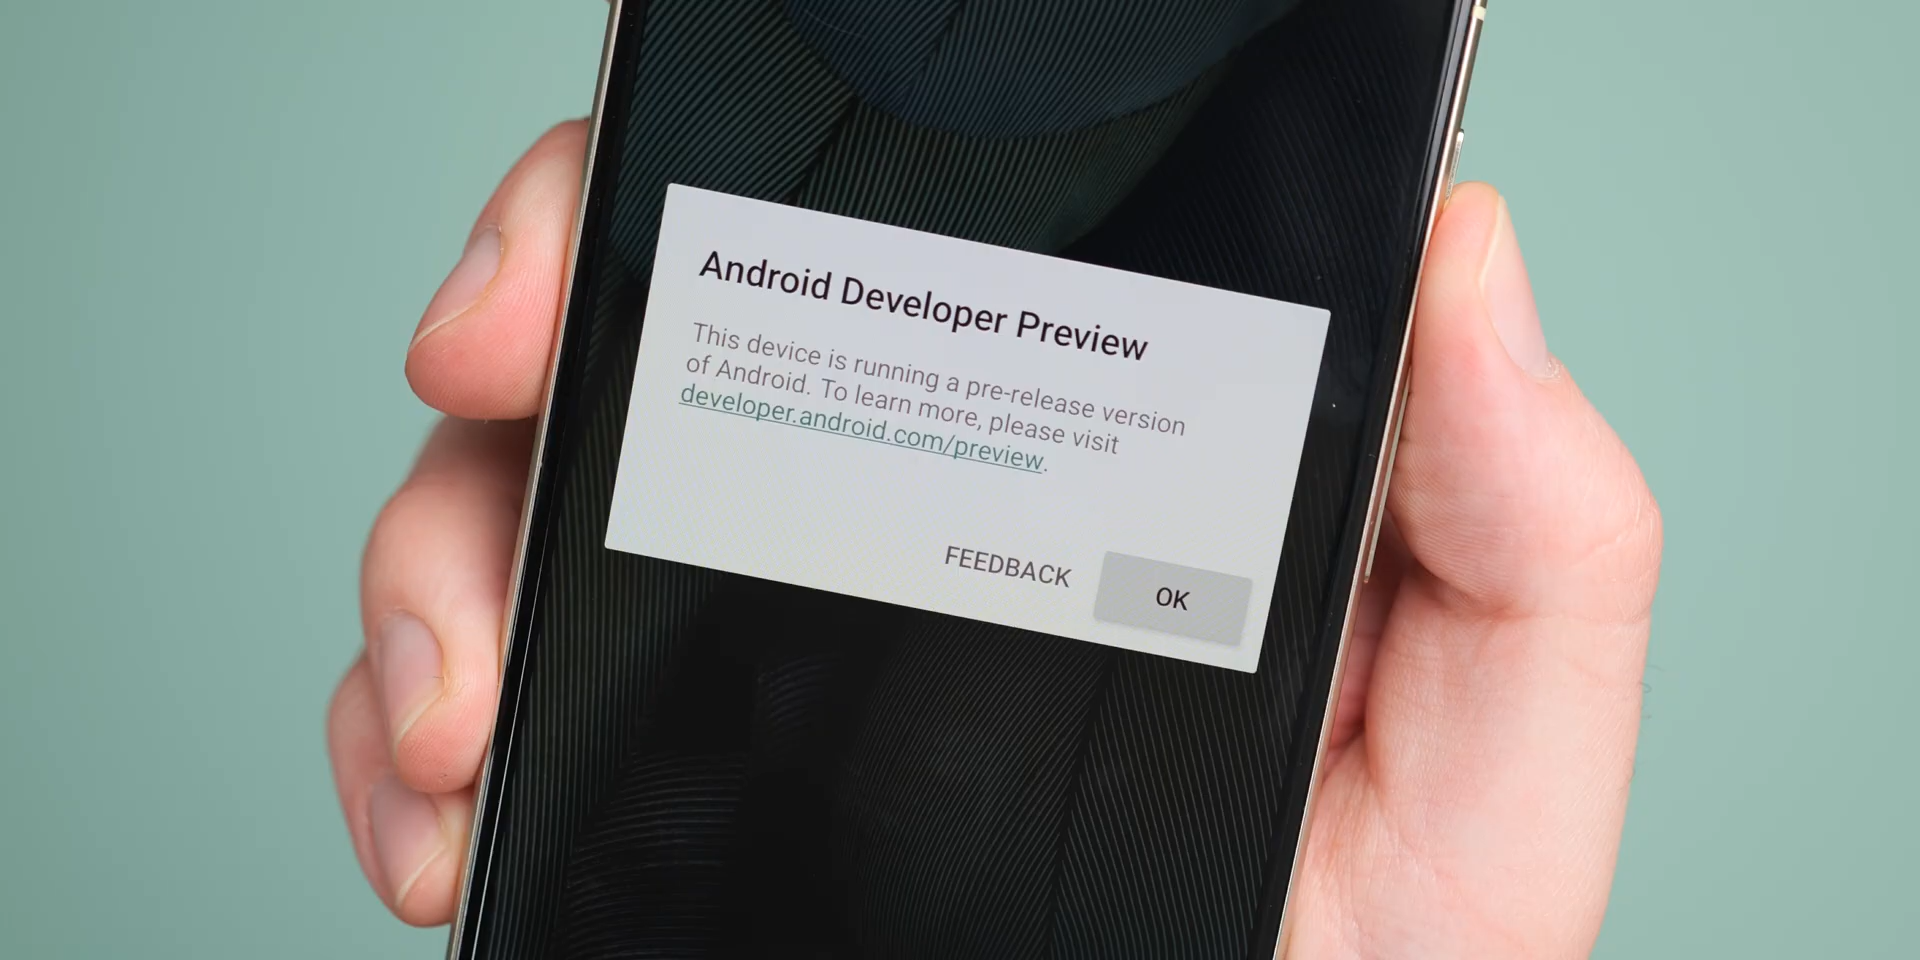 Android Developer Preview
This device is running a pre-release version
of Android. To learn more, please visit
developer.android.com/preview.
FEEDBACK
OK